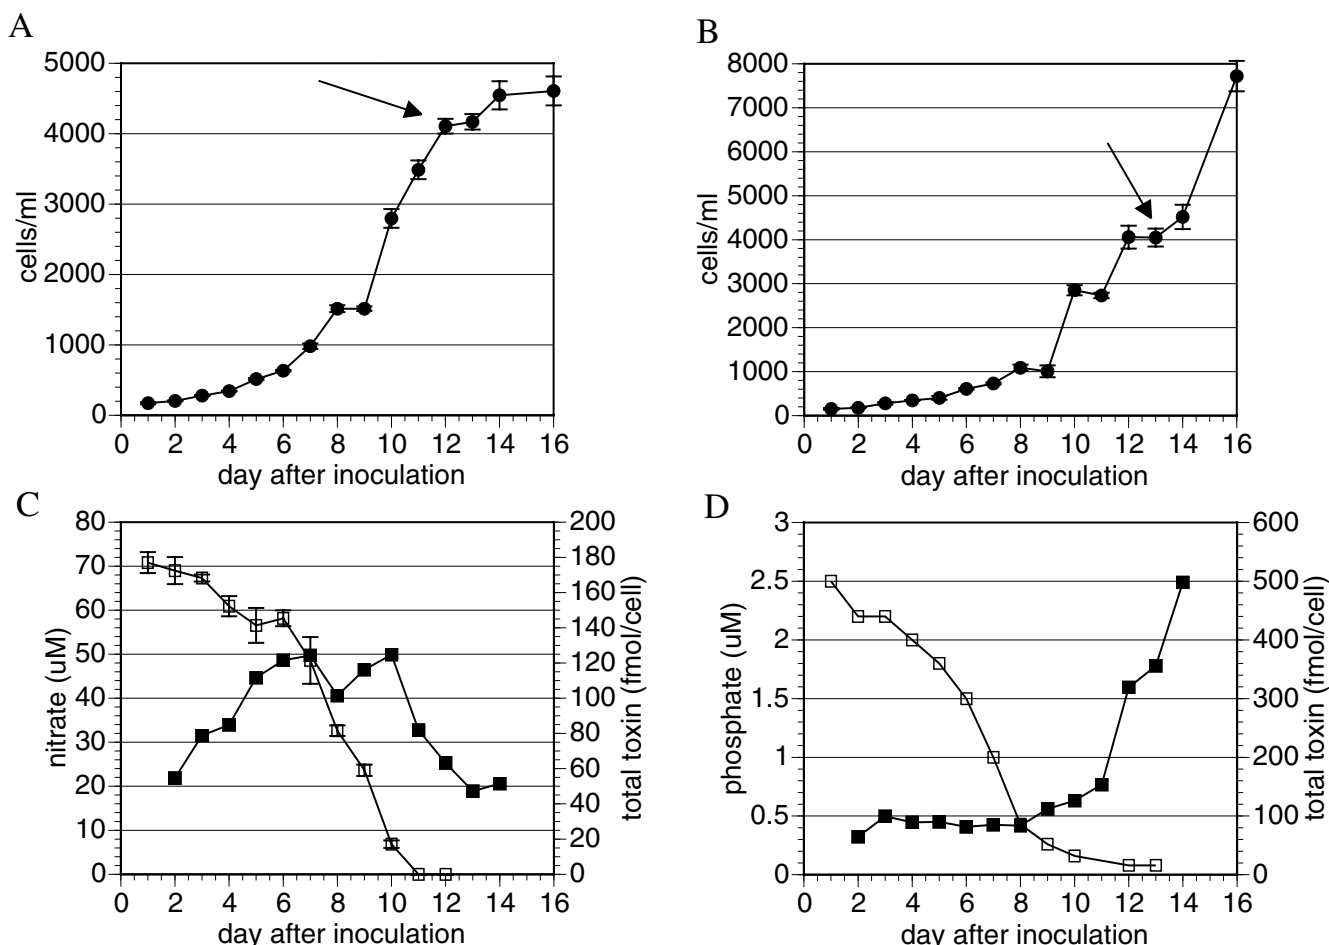 A
5000
4000
3000
2000
1000
0
cells/ml
0 2 4 6 8 10 12 14 16
day after inoculation
B
8000
7000
6000
5000
4000
3000
2000
1000
0
cells/ml
0 2 4 6 8 10 12 14 16
day after inoculation
C
80
70
60
50
40
30
20
10
0
nitrate (uM)
200
180
160
140
120
100
80
60
40
20
0
total toxin (fmol/cell)
0 2 4 6 8 10 12 14 16
day after inoculation
D
3
2.5
2
1.5
1
0.5
0
phosphate (uM)
600
500
400
300
200
100
0
total toxin (fmol/cell)
0 2 4 6 8 10 12 14 16
day after inoculation